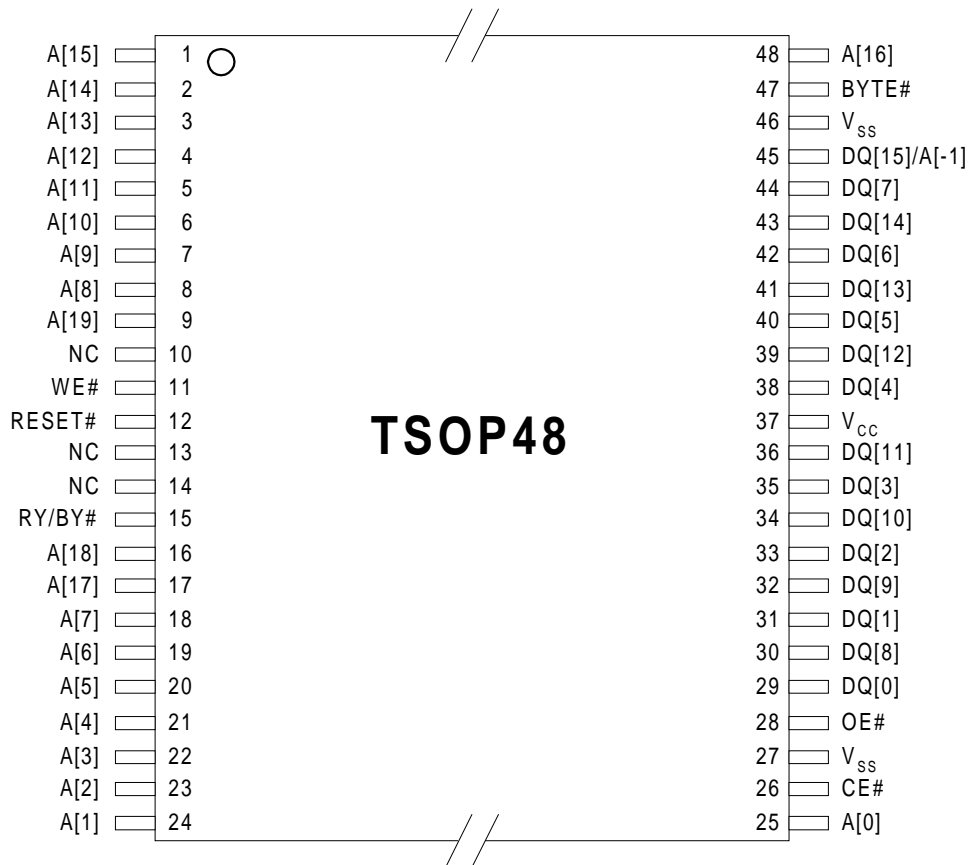 A[15] 1 48 A[16]
A[14] 2 47 BYTE#
A[13] 3 46 VSS
A[12] 4 45 DQ[15]/A[-1]
A[11] 5 44 DQ[7]
A[10] 6 43 DQ[14]
A[9] 7 42 DQ[6]
A[8] 8 41 DQ[13]
A[19] 9 40 DQ[5]
NC 10 39 DQ[12]
WE# 11 38 DQ[4]
RESET# 12 37 VCC
TSOP48
NC 13 36 DQ[11]
NC 14 35 DQ[3]
RY/BY# 15 34 DQ[10]
A[18] 16 33 DQ[2]
A[17] 17 32 DQ[9]
A[7] 18 31 DQ[1]
A[6] 19 30 DQ[8]
A[5] 20 29 DQ[0]
A[4] 21 28 OE#
A[3] 22 27 VSS
A[2] 23 26 CE#
A[1] 24 25 A[0]